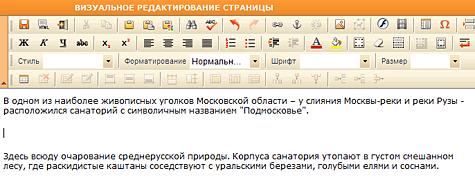 ВИЗУАЛЬНОЕ РЕДАКТИРОВАНИЕ СТРАНИЦЫ
ABC
Ж К Ч abc x₂ x² A
Стиль Форматирование Нормальн... Шрифт Размер
В одном из наиболее живописных уголков Московской области – у слияния Москвы-реки и реки Рузы -
расположился санаторий с символичным названием "Подмосковье".
Здесь всюду очарование среднерусской природы. Корпуса санатория утопают в густом смешанном
лесу, где раскидистые каштаны соседствуют с уральскими березами, голубыми елями и соснами.